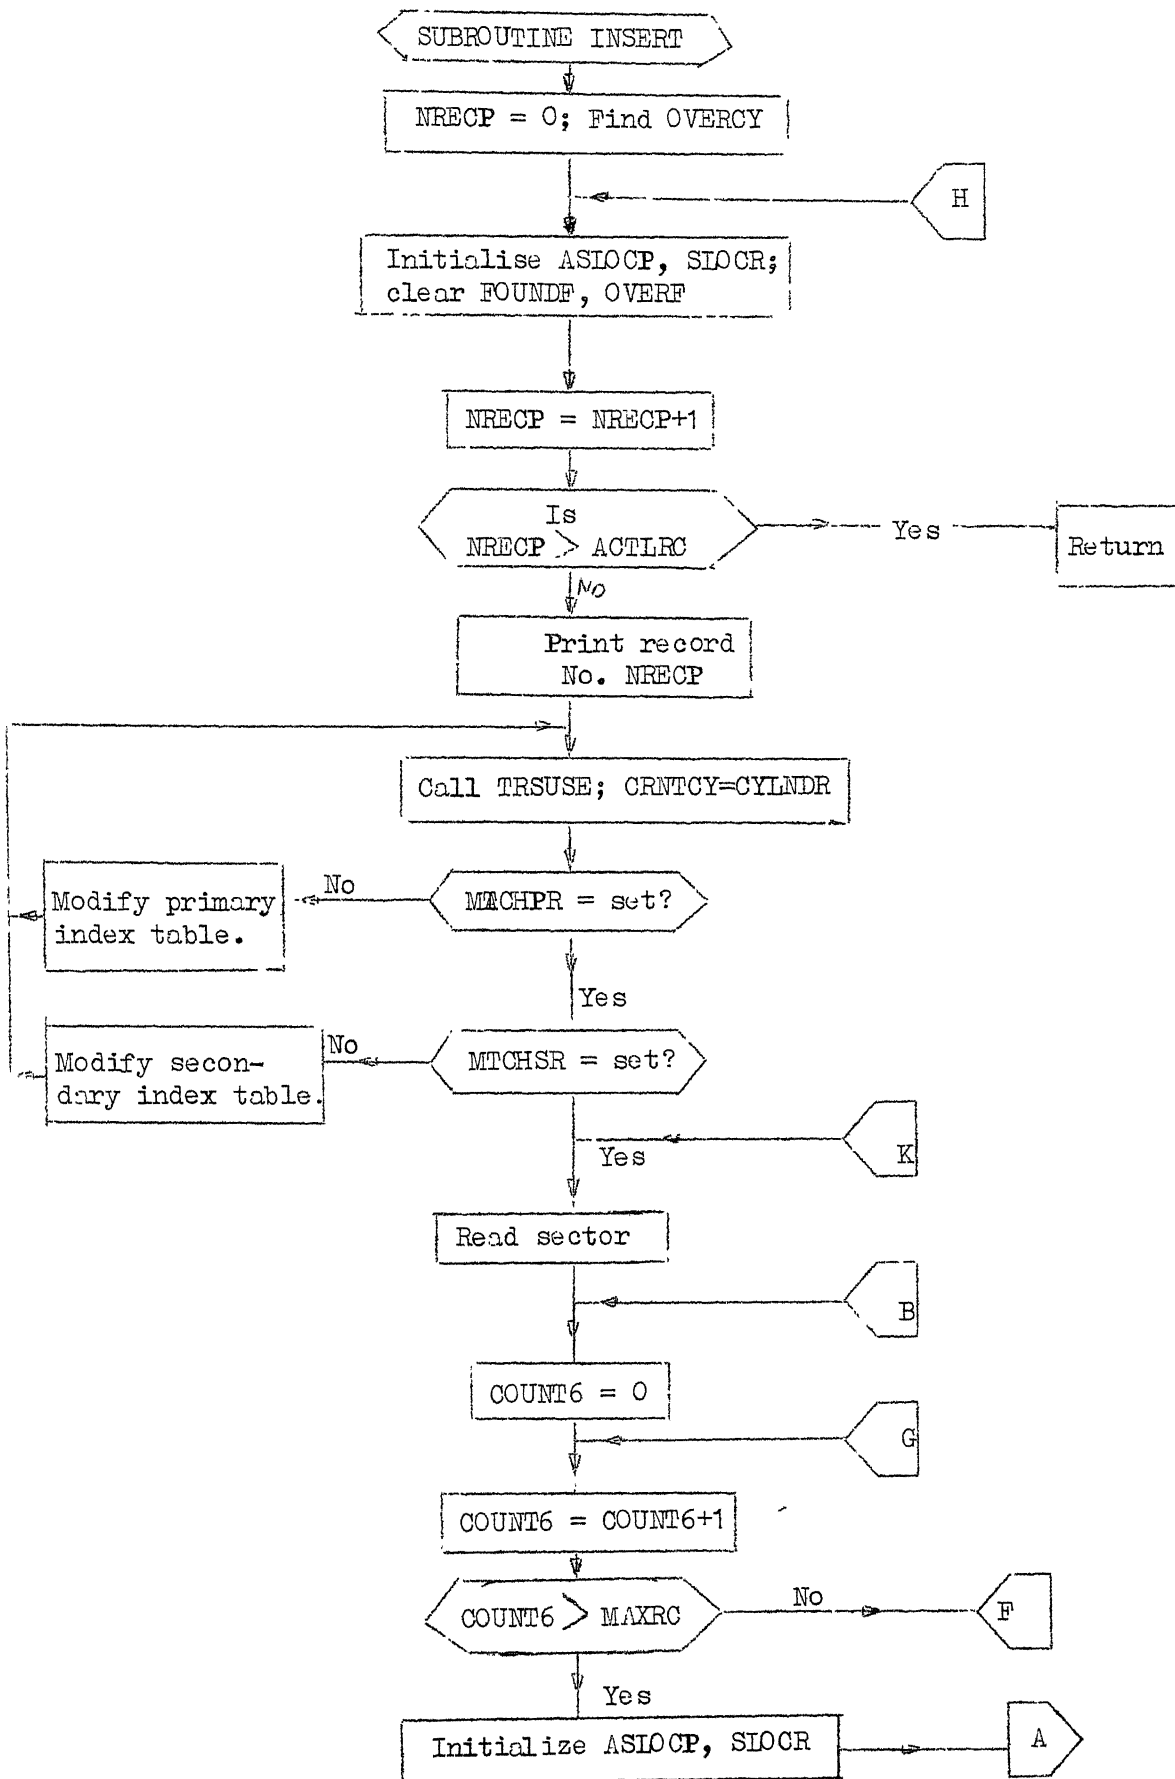 SUBROUTINE INSERT
NRECP = 0; Find OVERCY
H
Initialise ASLOCP, SLOCR;
clear FOUNDF, OVERF
NRECP = NRECP+1
Is
NRECP > ACTLRC
Yes
Return
NO
Print record
No. NRECP
Call TRSUSE; CRNTCY=CYLNDR
No
MTCHPR = set?
Modify primary
index table.
Yes
No
MTCHSR = set?
Modify secon-
dary index table.
Yes
K
Read sector
B
COUNT6 = 0
G
COUNT6 = COUNT6+1
COUNT6 > MAXRC
No
F
Yes
Initialize ASLOCP, SLOCR
A